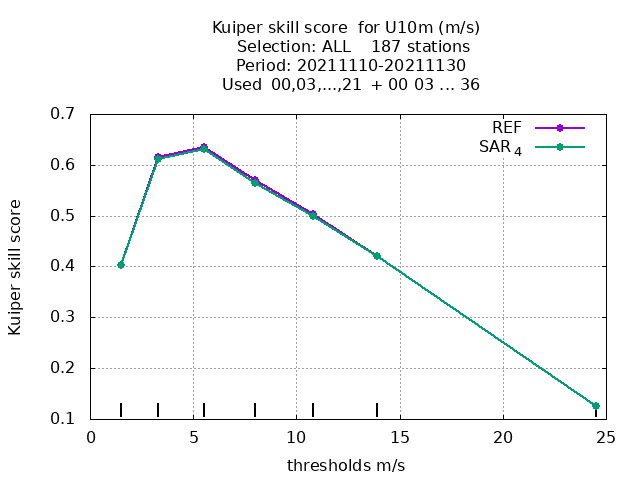 Kuiper skill score for U10m (m/s)
Selection: ALL 187 stations
Period: 20211110-20211130
Used 00,03,...,21 + 00 03 ... 36
REF
SAR 4
Kuiper skill score
0.7
0.6
0.5
0.4
0.3
0.2
0.1
0 5 10 15 20 25
thresholds m/s